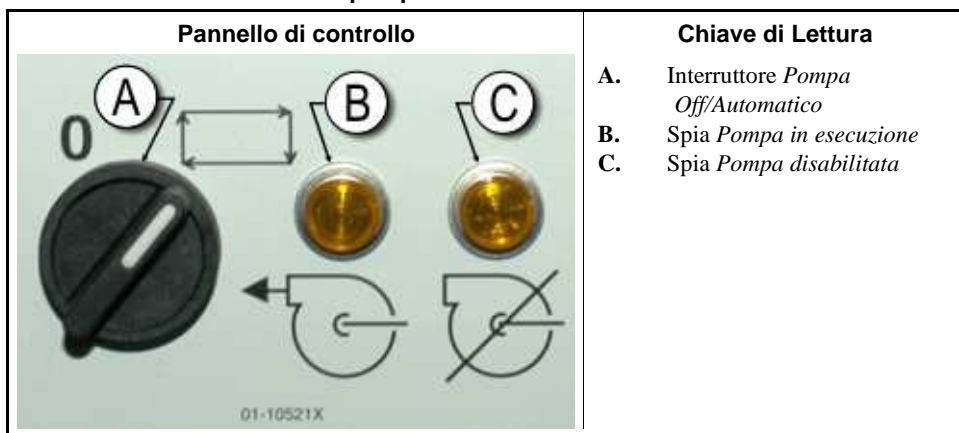 Pannello di controllo
Chiave di Lettura
A
B
C
0
01-10521X
A. Interruttore Pompa
Off/Automatico
B. Spia Pompa in esecuzione
C. Spia Pompa disabilitata